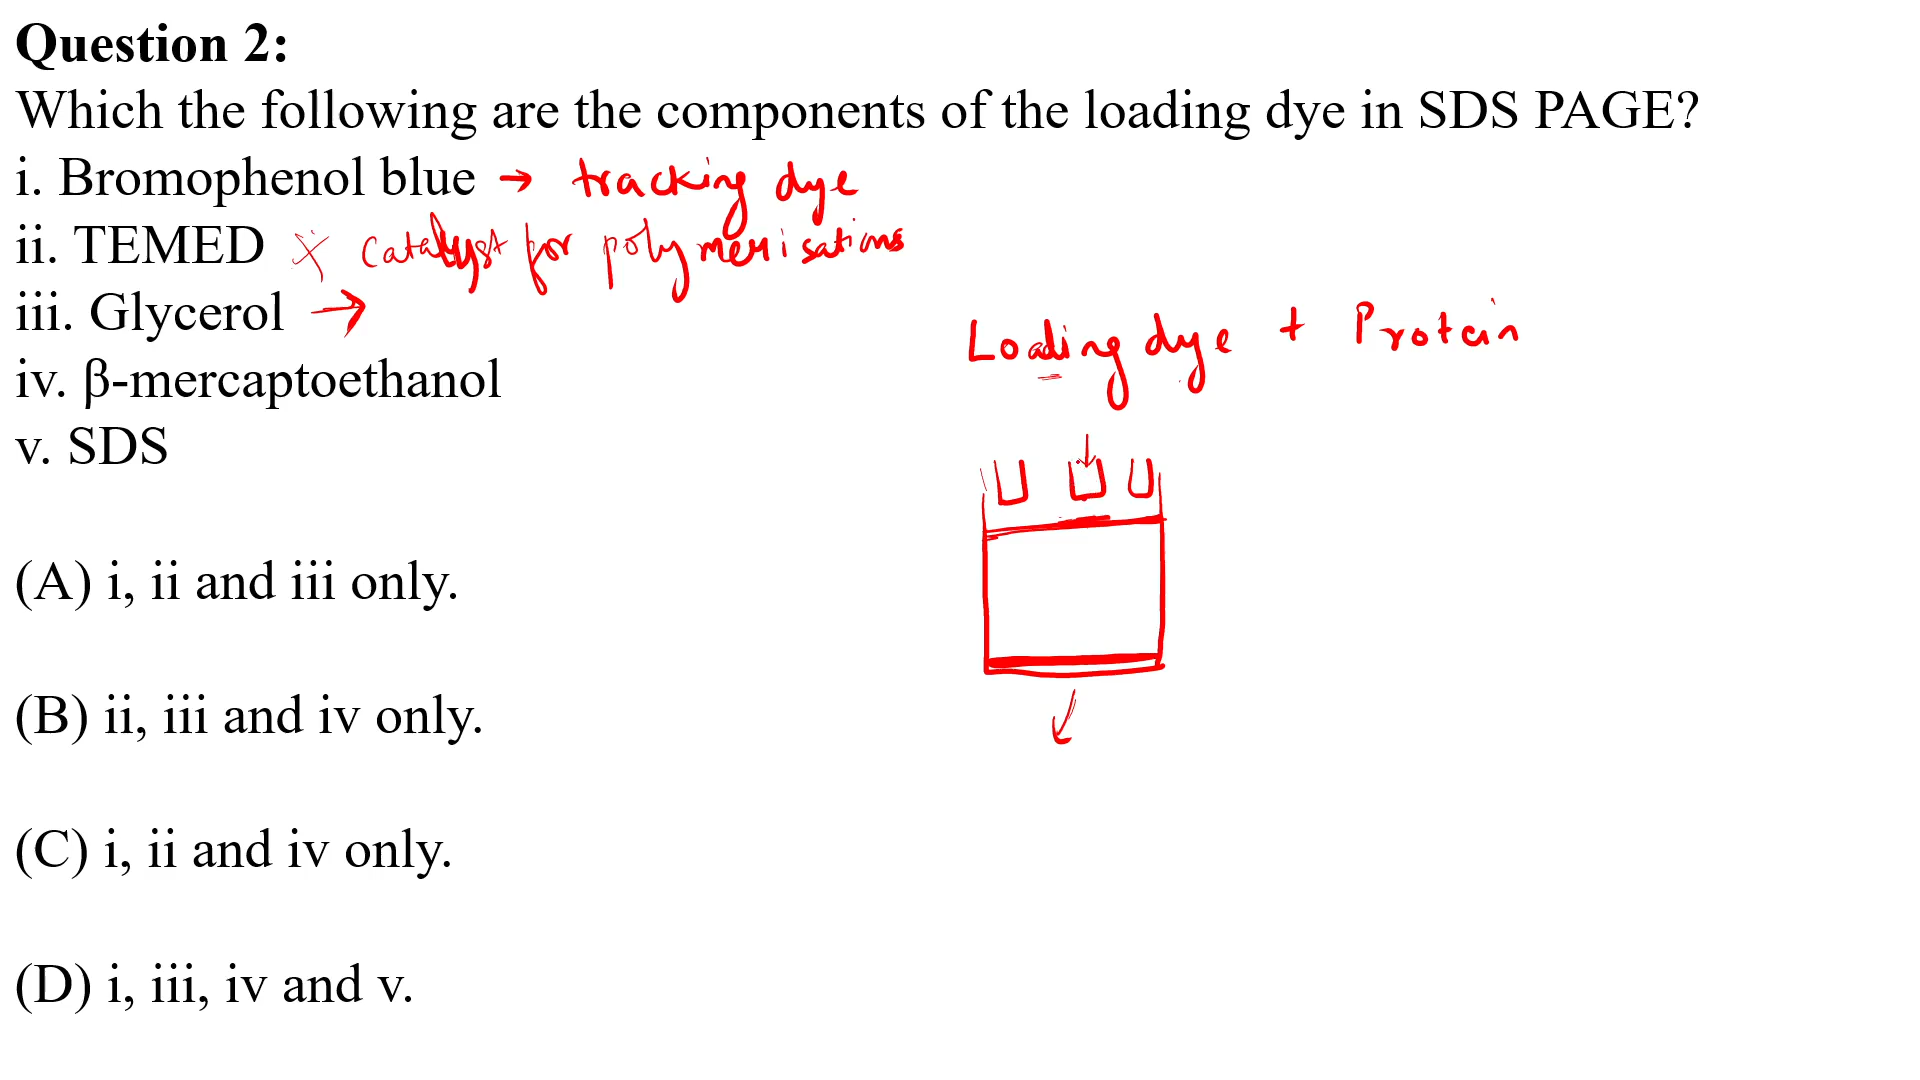 Question 2:
Which the following are the components of the loading dye in SDS PAGE?
i. Bromophenol blue → tracking dye
ii. TEMED × catalyst for polymerisations
iii. Glycerol →
Loading dye + Protein
iv. β-mercaptoethanol
v. SDS
(A) i, ii and iii only.
(B) ii, iii and iv only.
(C) i, ii and iv only.
(D) i, iii, iv and v.